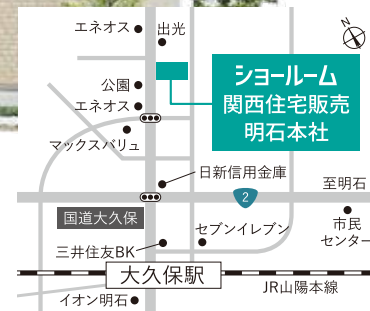 エネオス
出光
N
公園
エネオス
ショールーム
関西住宅販売
明石本社
マックスバリュ
日新信用金庫
2
至明石
国道大久保
市民
センター
セブンイレブン
三井住友BK
大久保駅
JR山陽本線
イオン明石